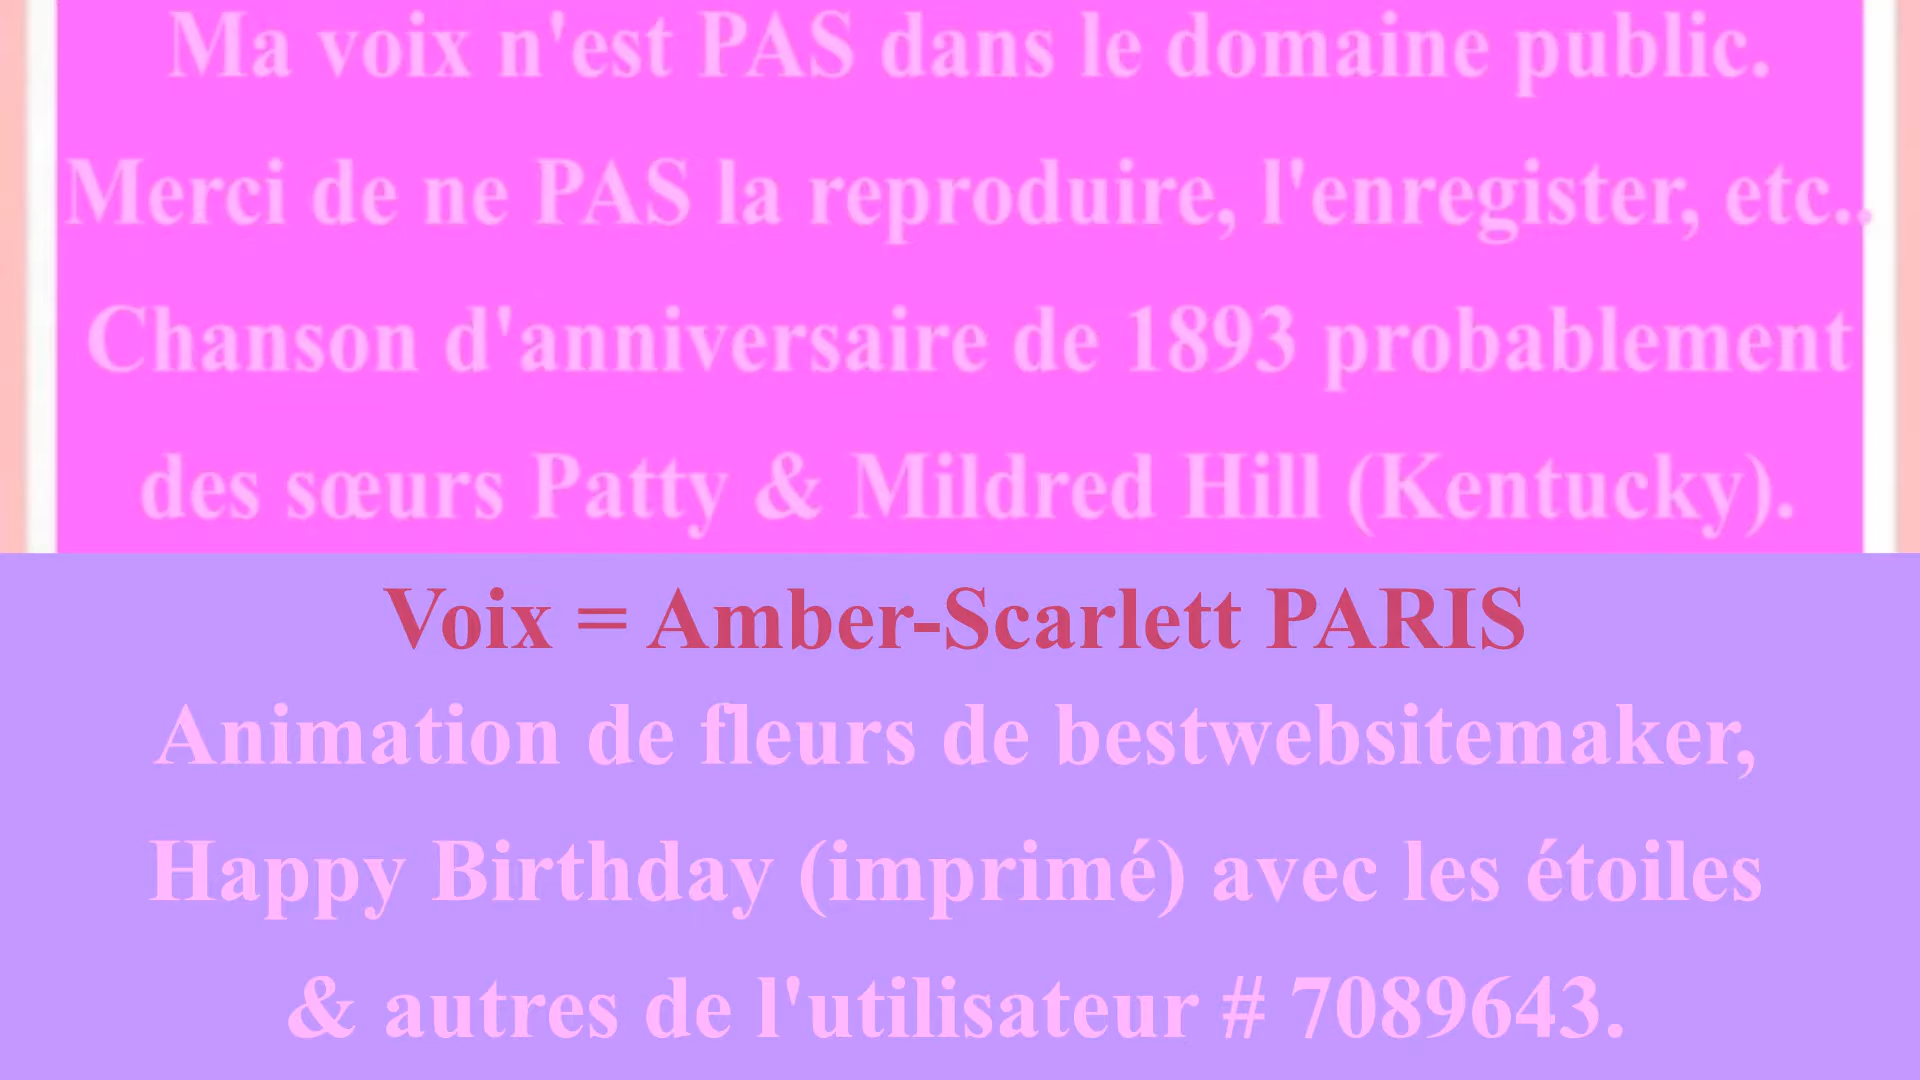 Ma voix n'est PAS dans le domaine public.
Merci de ne PAS la reproduire, l'enregister, etc..
Chanson d'anniversaire de 1893 probablement
des sœurs Patty & Mildred Hill (Kentucky).
Voix = Amber-Scarlett PARIS
Animation de fleurs de bestwebsitemaker,
Happy Birthday (imprimé) avec les étoiles
& autres de l'utilisateur # 7089643.